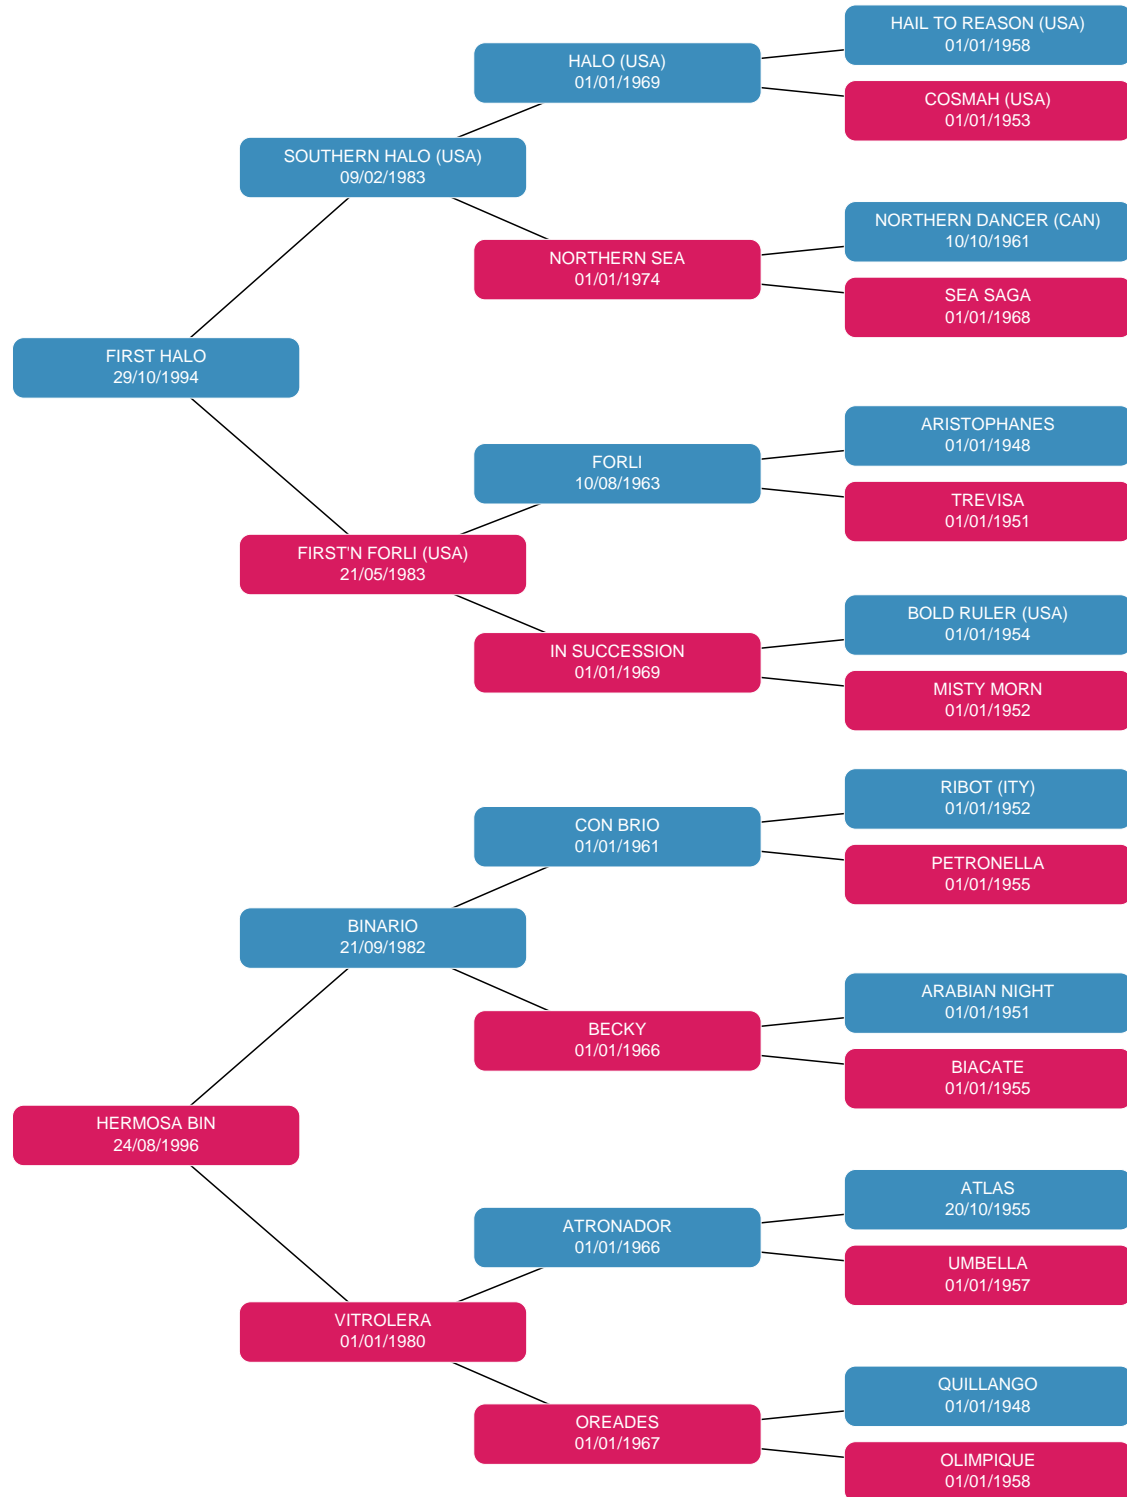 HAIL TO REASON (USA)
01/01/1958
HALO (USA)
01/01/1969
COSMAH (USA)
01/01/1953
SOUTHERN HALO (USA)
09/02/1983
NORTHERN DANCER (CAN)
10/10/1961
NORTHERN SEA
01/01/1974
SEA SAGA
01/01/1968
FIRST HALO
29/10/1994
ARISTOPHANES
01/01/1948
FORLI
10/08/1963
TREVISA
01/01/1951
FIRST'N FORLI (USA)
21/05/1983
BOLD RULER (USA)
01/01/1954
IN SUCCESSION
01/01/1969
MISTY MORN
01/01/1952
RIBOT (ITY)
01/01/1952
CON BRIO
01/01/1961
PETRONELLA
01/01/1955
BINARIO
21/09/1982
ARABIAN NIGHT
01/01/1951
BECKY
01/01/1966
BIACATE
01/01/1955
HERMOSA BIN
24/08/1996
ATLAS
20/10/1955
ATRONADOR
01/01/1966
UMBELLA
01/01/1957
VITROLERA
01/01/1980
QUILLANGO
01/01/1948
OREADES
01/01/1967
OLIMPIQUE
01/01/1958